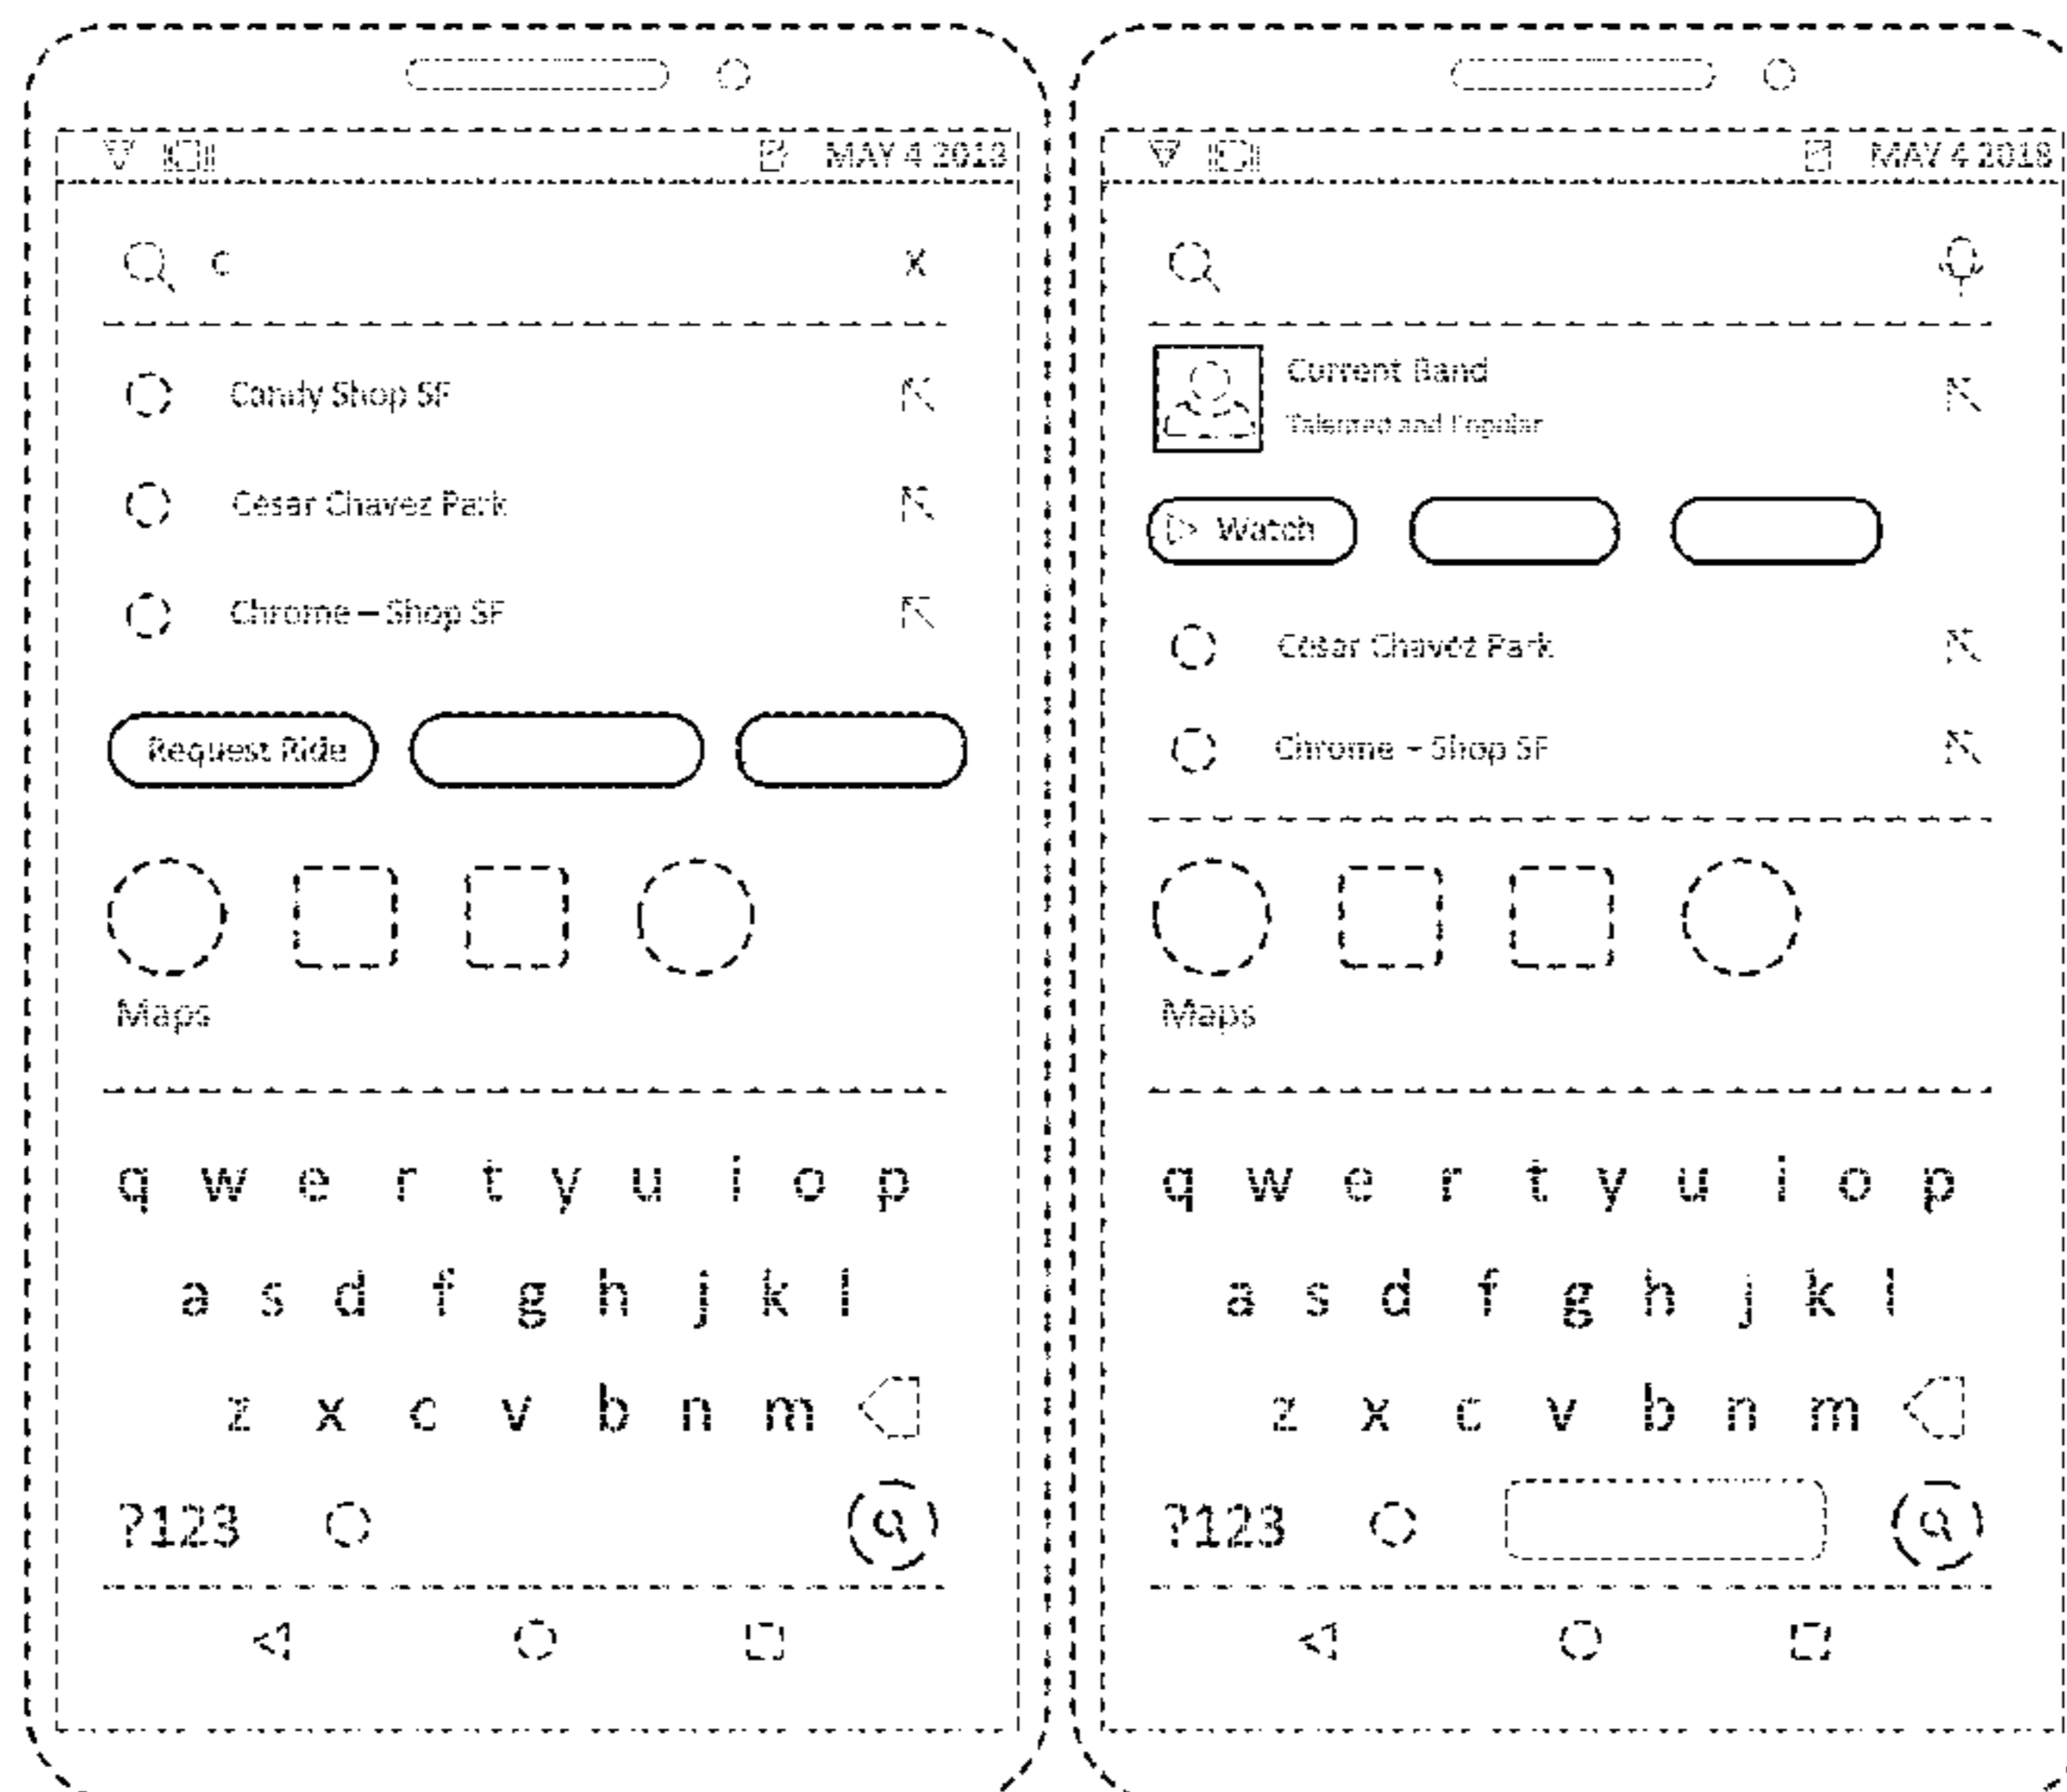 MAY 4 2018
c
X
Candy Shop SF
Cesar Chavez Park
Chrome – Shop SF
Request Ride
Maps
q w e r t y u i o p
a s d f g h j k l
z x c v b n m
?123
MAY 4 2018
Current Band
Talented and Popular
Watch
Cesar Chavez Park
Chrome – Shop SF
Maps
q w e r t y u i o p
a s d f g h j k l
z x c v b n m
?123